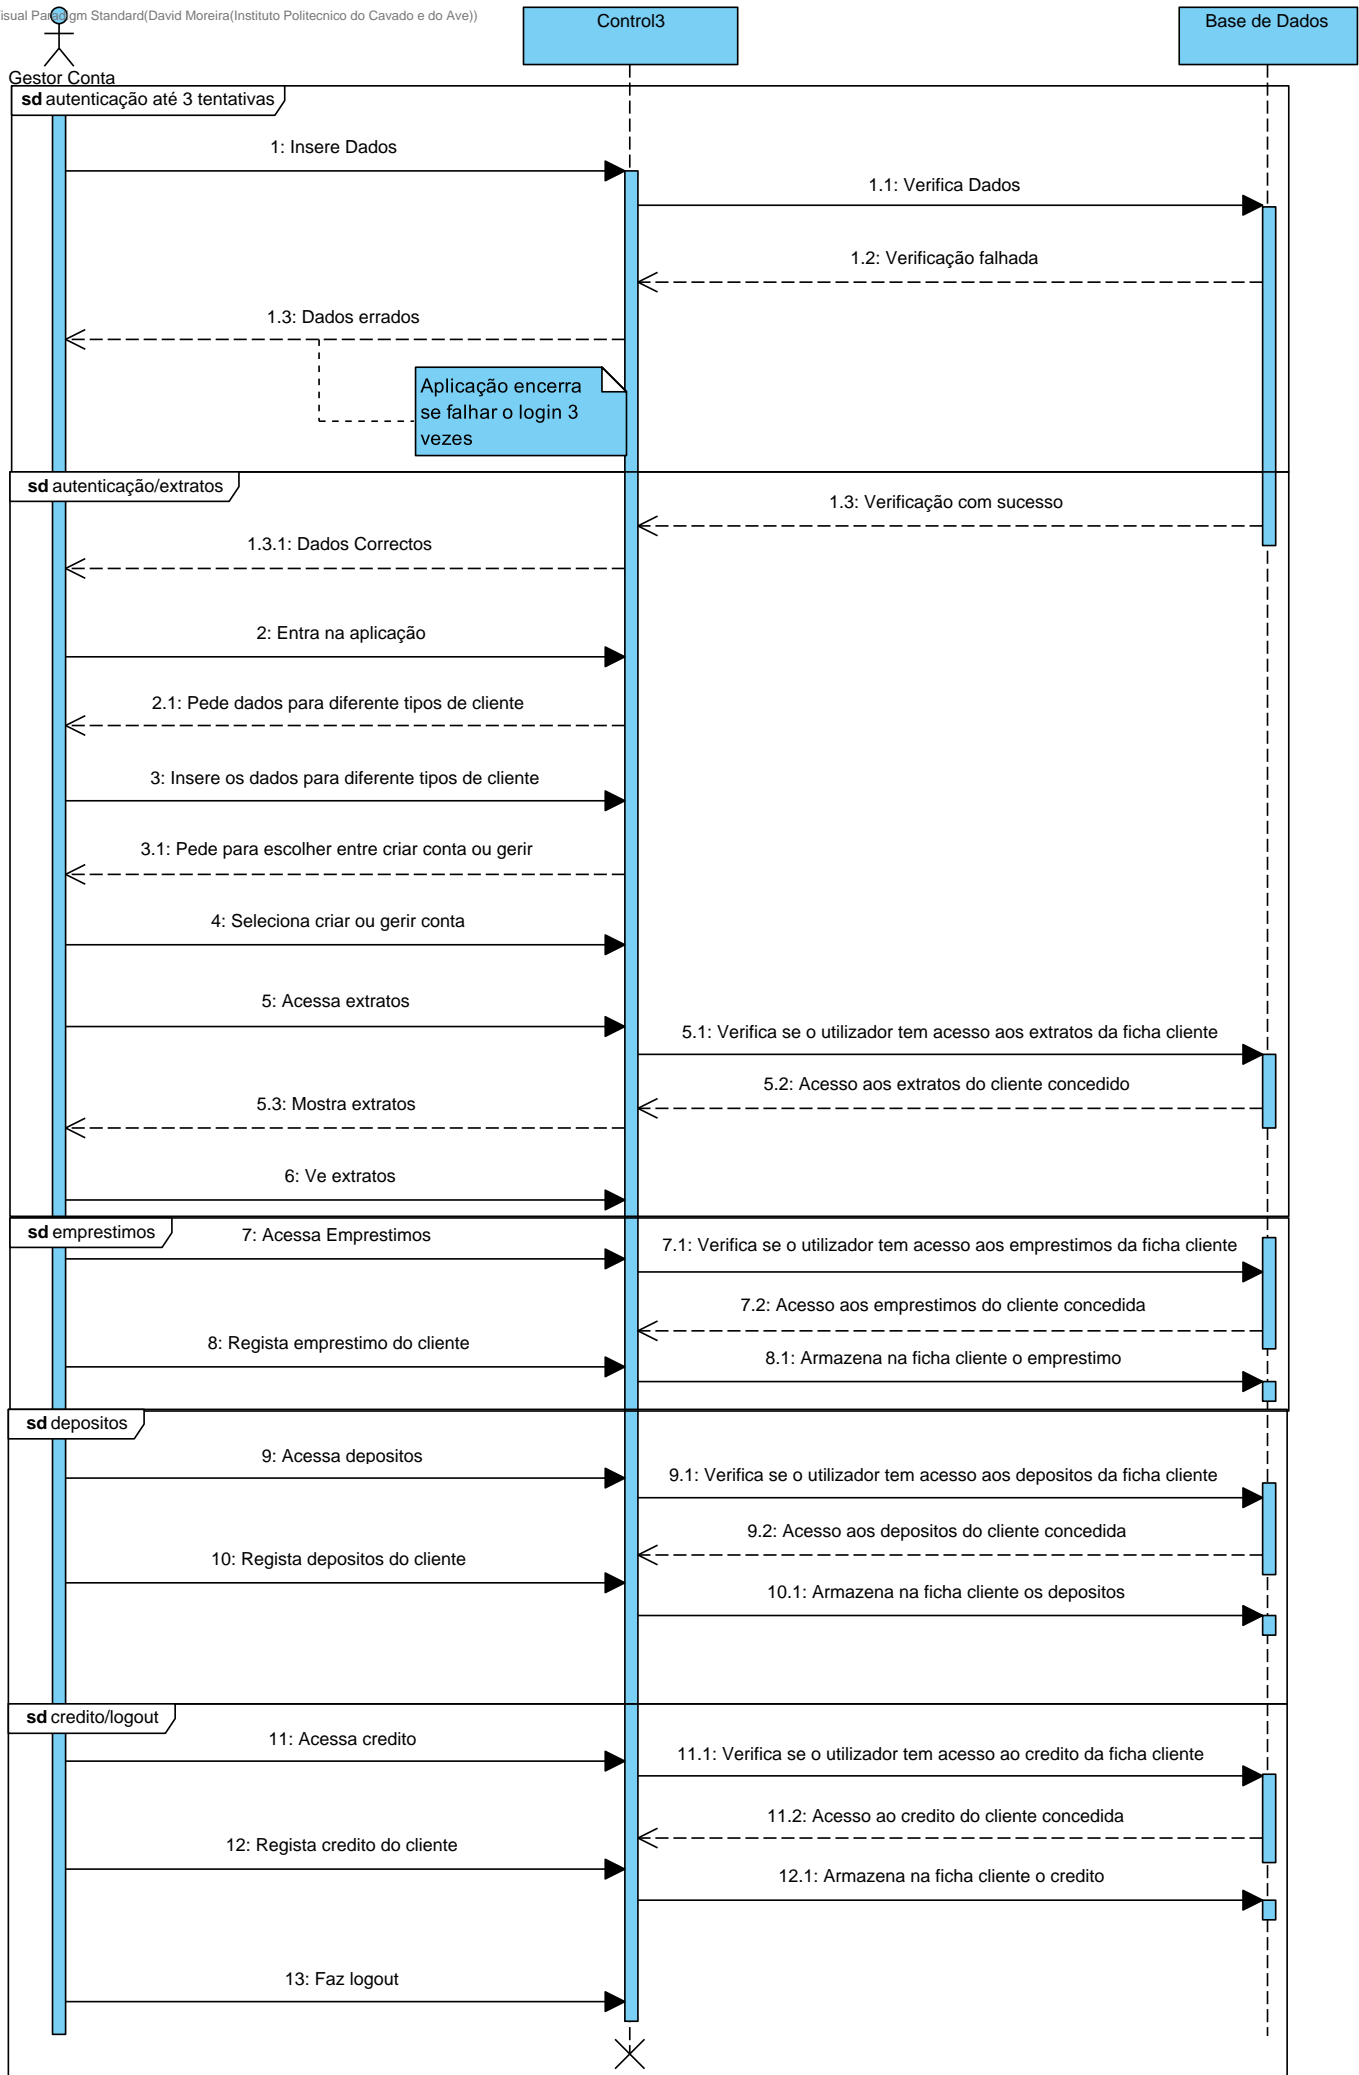 isual Paradigm Standard(David Moreira(Instituto Politecnico do Cavado e do Ave))
Control3
Base de Dados
Gestor Conta
sd autenticação até 3 tentativas
1: Insere Dados
1.1: Verifica Dados
1.2: Verificação falhada
1.3: Dados errados
Aplicação encerra
se falhar o login 3
vezes
sd autenticação/extratos
1.3: Verificação com sucesso
1.3.1: Dados Correctos
2: Entra na aplicação
2.1: Pede dados para diferente tipos de cliente
3: Insere os dados para diferente tipos de cliente
3.1: Pede para escolher entre criar conta ou gerir
4: Seleciona criar ou gerir conta
5: Acessa extratos
5.1: Verifica se o utilizador tem acesso aos extratos da ficha cliente
5.2: Acesso aos extratos do cliente concedido
5.3: Mostra extratos
6: Ve extratos
sd emprestimos
7: Acessa Emprestimos
7.1: Verifica se o utilizador tem acesso aos emprestimos da ficha cliente
7.2: Acesso aos emprestimos do cliente concedida
8: Regista emprestimo do cliente
8.1: Armazena na ficha cliente o emprestimo
sd depositos
9: Acessa depositos
9.1: Verifica se o utilizador tem acesso aos depositos da ficha cliente
9.2: Acesso aos depositos do cliente concedida
10: Regista depositos do cliente
10.1: Armazena na ficha cliente os depositos
sd credito/logout
11: Acessa credito
11.1: Verifica se o utilizador tem acesso ao credito da ficha cliente
11.2: Acesso ao credito do cliente concedida
12: Regista credito do cliente
12.1: Armazena na ficha cliente o credito
13: Faz logout